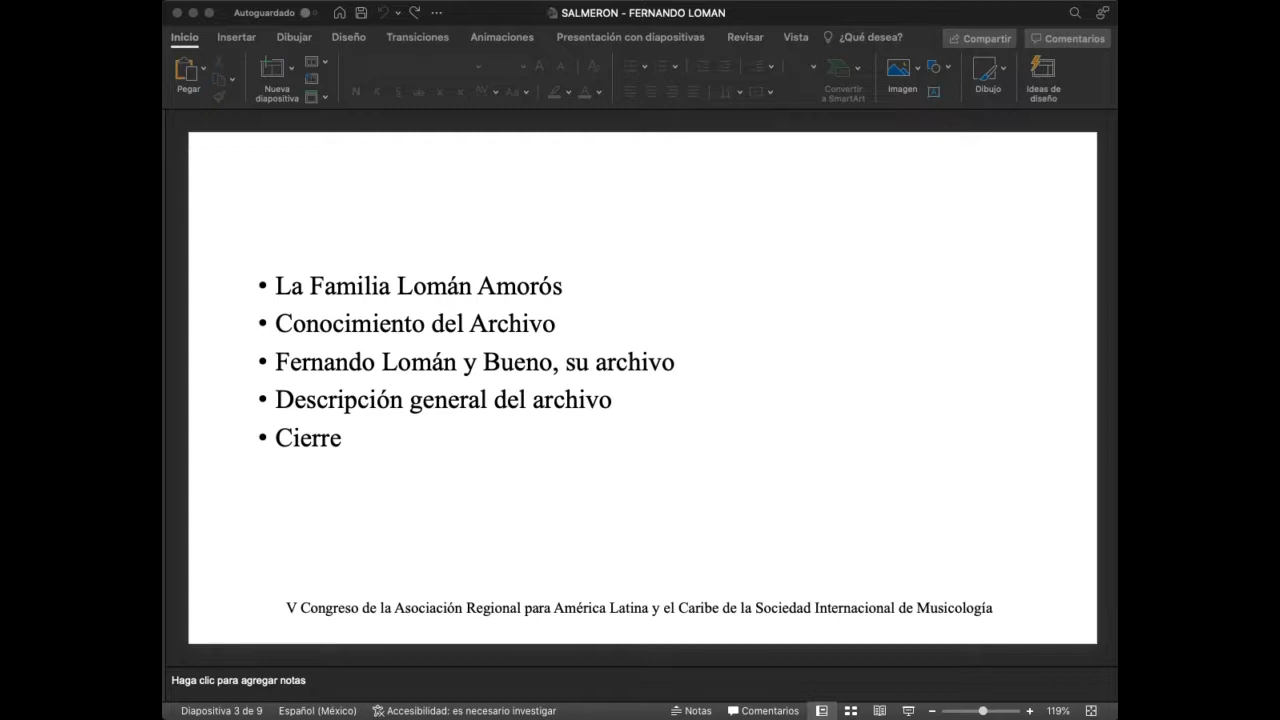 Autoguardado
SALMERON - FERNANDO LOMAN
Inicio Insertar Dibujar Diseño Transiciones Animaciones Presentación con diapositivas Revisar Vista ¿Qué desea? Compartir Comentarios
Pegar
Nueva
diapositiva
Convertir
a SmartArt
Imagen
Dibujo
Ideas de
diseño
• La Familia Lomán Amorós
• Conocimiento del Archivo
• Fernando Lomán y Bueno, su archivo
• Descripción general del archivo
• Cierre
V Congreso de la Asociación Regional para América Latina y el Caribe de la Sociedad Internacional de Musicología
Haga clic para agregar notas
Diapositiva 3 de 9 Español (México) Accesibilidad: es necesario investigar Notas Comentarios 119%